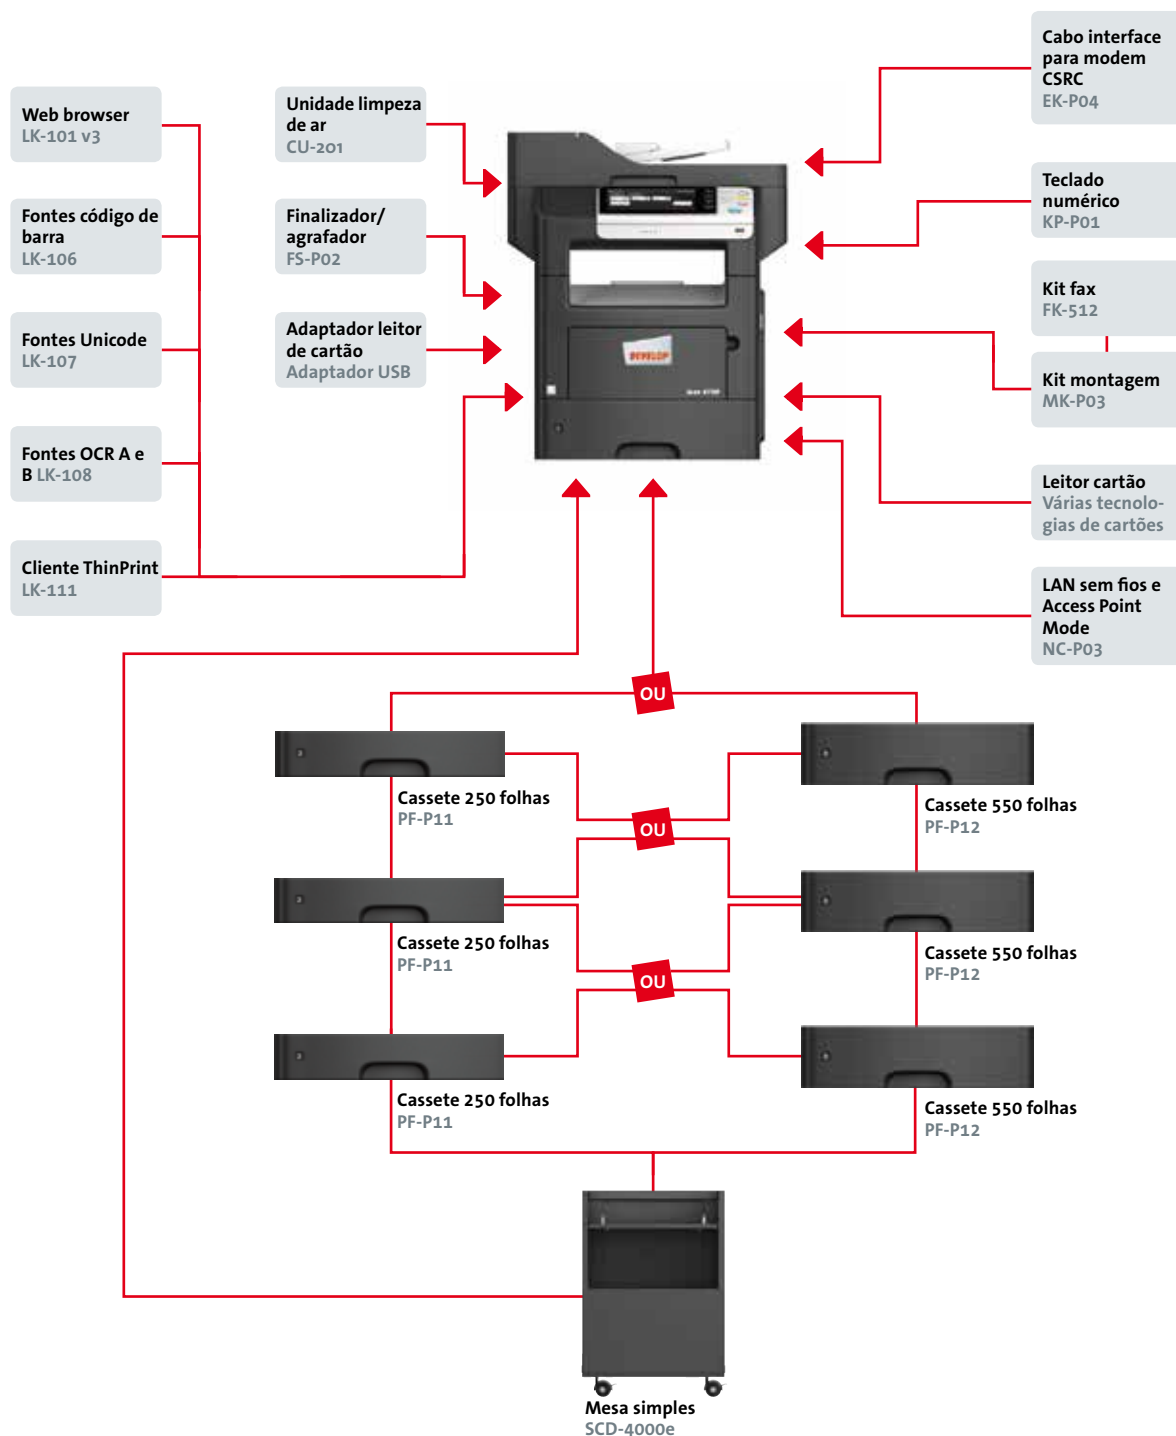 Cabo interface
para modem
CSRC
EK-P04
Web browser
LK-101 v3
Unidade limpeza
de ar
CU-201
Teclado
numérico
KP-P01
Fontes código de
barra
LK-106
Finalizador/
agrafador
FS-P02
Kit fax
FK-512
Fontes Unicode
LK-107
Adaptador leitor
de cartão
Adaptador USB
DEVELOP
Kit montagem
MK-P03
Fontes OCR A e
B LK-108
Leitor cartão
Várias tecnolo-
gias de cartões
Cliente ThinPrint
LK-111
LAN sem fios e
Access Point
Mode
NC-P03
OU
Cassete 250 folhas
PF-P11
Cassete 550 folhas
PF-P12
OU
Cassete 250 folhas
PF-P11
Cassete 550 folhas
PF-P12
OU
Cassete 250 folhas
PF-P11
Cassete 550 folhas
PF-P12
Mesa simples
SCD-4000e